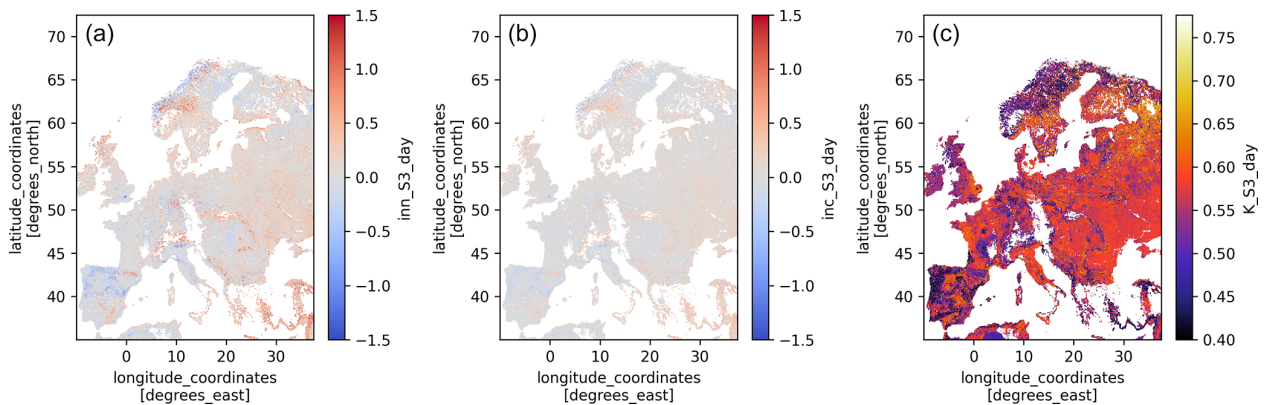 (a)
70
65
60
55
50
45
40
latitude_coordinates
[degrees_north]
0 10 20 30
longitude_coordinates
[degrees_east]
1.5
1.0
0.5
0.0
−0.5
−1.0
−1.5
inn_S3_day
(b)
70
65
60
55
50
45
40
latitude_coordinates
[degrees_north]
0 10 20 30
longitude_coordinates
[degrees_east]
1.5
1.0
0.5
0.0
−0.5
−1.0
−1.5
inc_S3_day
(c)
70
65
60
55
50
45
40
latitude_coordinates
[degrees_north]
0 10 20 30
longitude_coordinates
[degrees_east]
0.75
0.70
0.65
0.60
0.55
0.50
0.45
0.40
K_S3_day